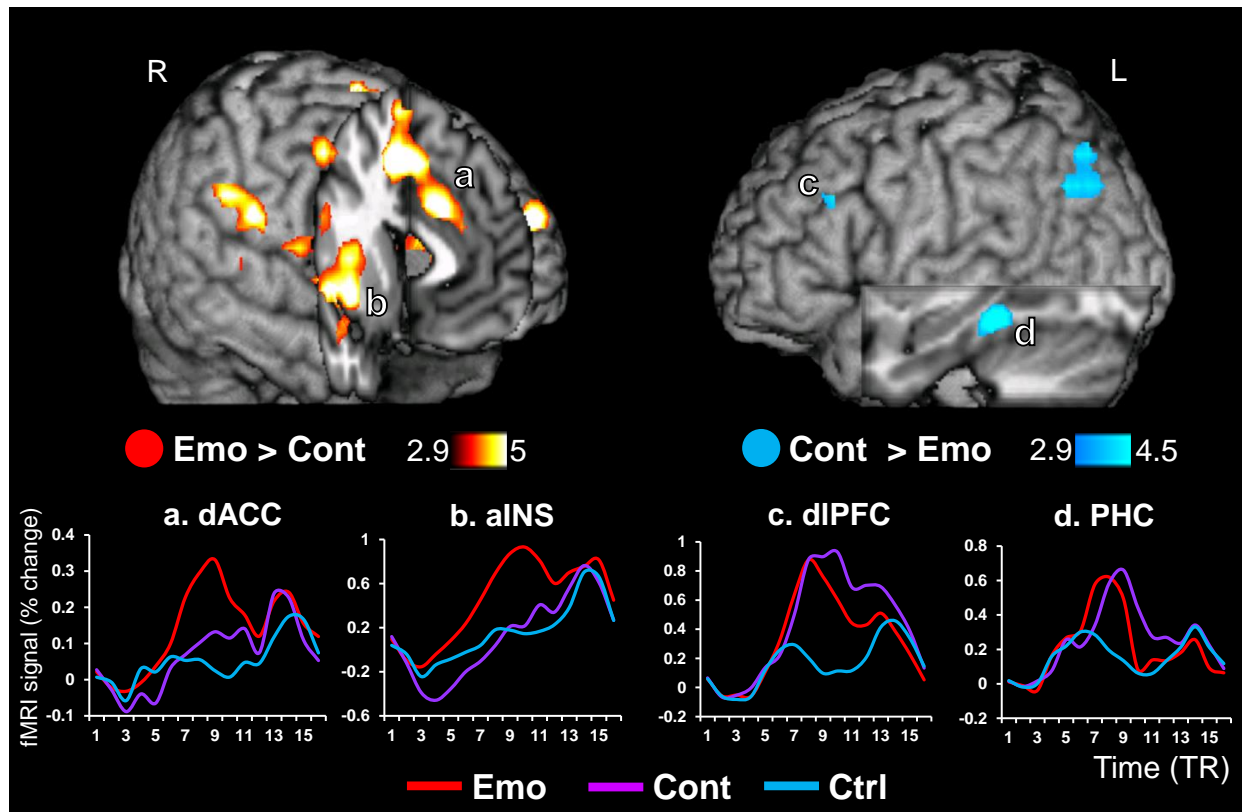 R
L
a
b
c
d
Emo > Cont 2.9 5
Cont > Emo 2.9 4.5
fMRI signal (% change)
a. dACC
0.4
0.3
0.2
0.1
0
-0.1
1 3 5 7 9 11 13 15
b. aINS
1
0.6
0.2
-0.2
-0.6
1 3 5 7 9 11 13 15
c. dlPFC
1
0.8
0.6
0.4
0.2
0
-0.2
1 3 5 7 9 11 13 15
d. PHC
0.8
0.6
0.4
0.2
0
-0.2
1 3 5 7 9 11 13 15
Time (TR)
Emo Cont Ctrl